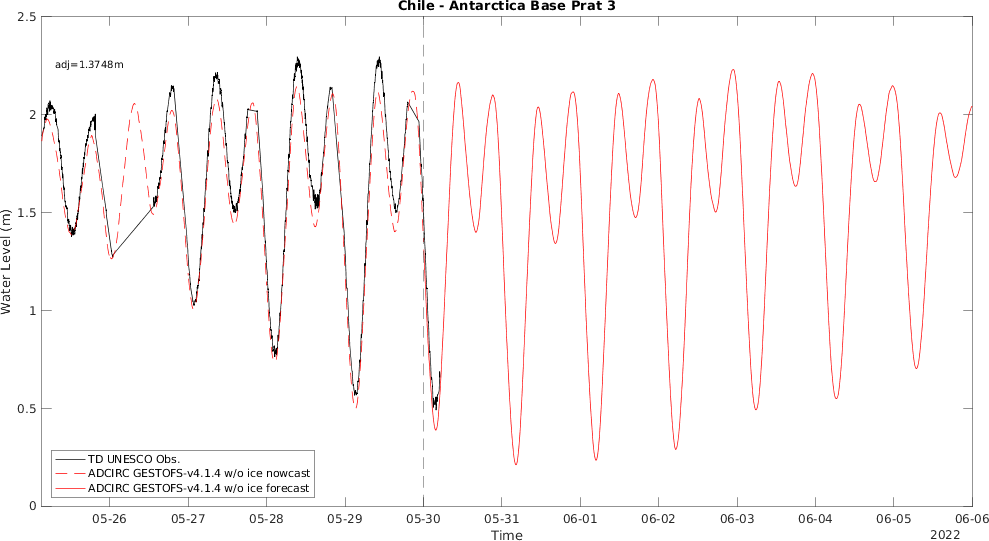 Chile - Antarctica Base Prat 3
2.5
adj=1.3748m
2
1.5
Water Level (m)
1
0.5
TD UNESCO Obs.
ADCIRC GESTOFS-v4.1.4 w/o ice nowcast
ADCIRC GESTOFS-v4.1.4 w/o ice forecast
0
05-26 05-27 05-28 05-29 05-30 05-31 06-01 06-02 06-03 06-04 06-05 06-06
Time
2022